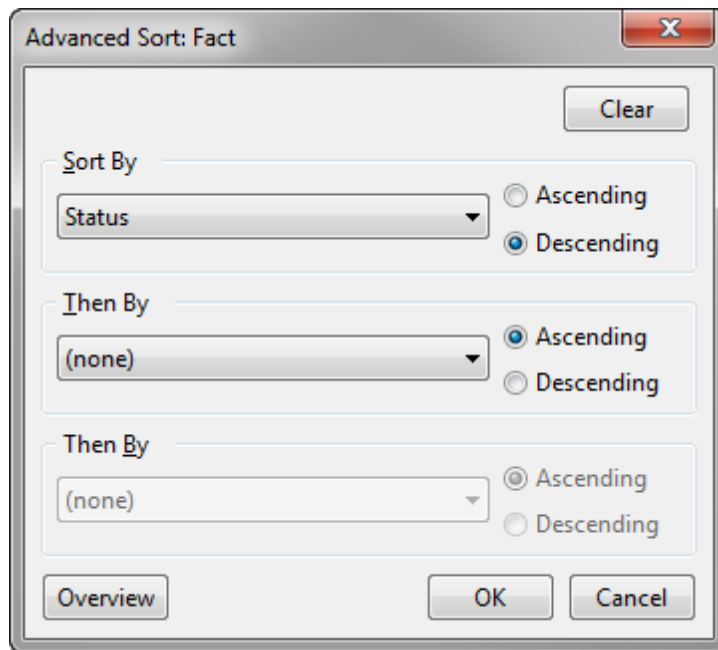 Advanced Sort: Fact
Clear
Sort By
Status
Ascending
Descending
Then By
(none)
Ascending
Descending
Then By
(none)
Ascending
Descending
Overview OK Cancel